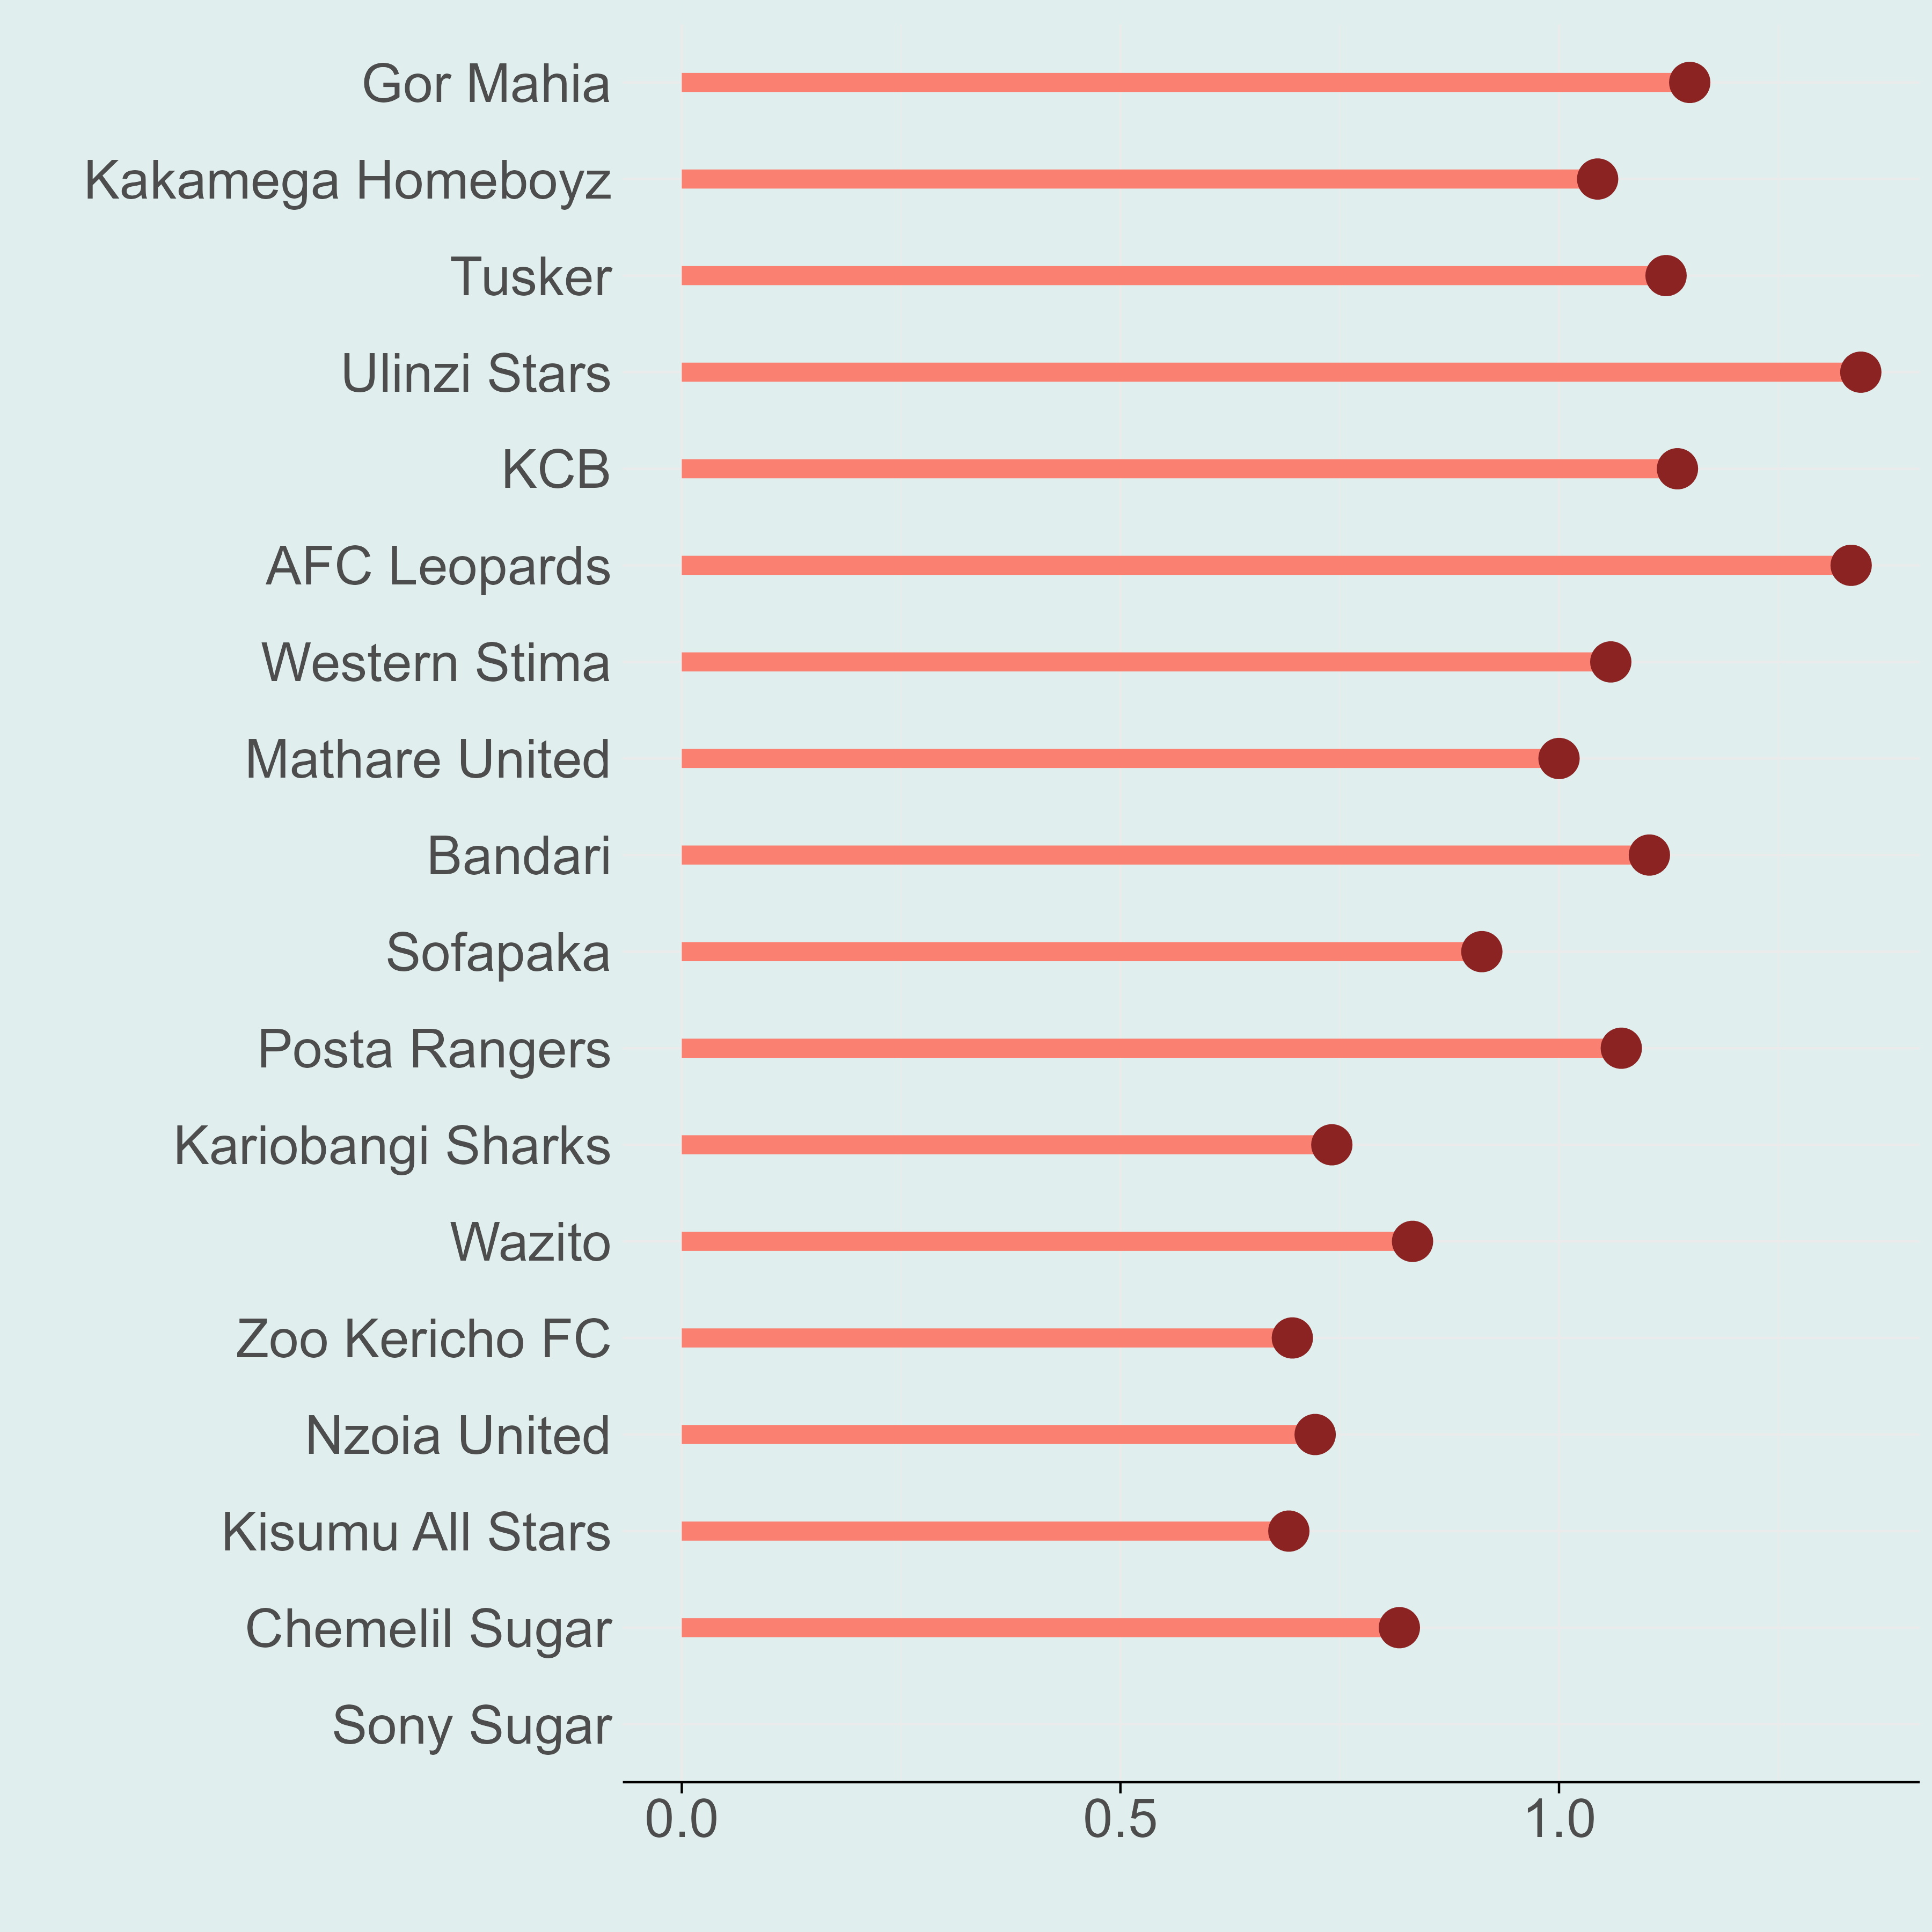 Gor Mahia
Kakamega Homeboyz
Tusker
Ulinzi Stars
KCB
AFC Leopards
Western Stima
Mathare United
Bandari
Sofapaka
Posta Rangers
Kariobangi Sharks
Wazito
Zoo Kericho FC
Nzoia United
Kisumu All Stars
Chemelil Sugar
Sony Sugar
0.0 0.5 1.0